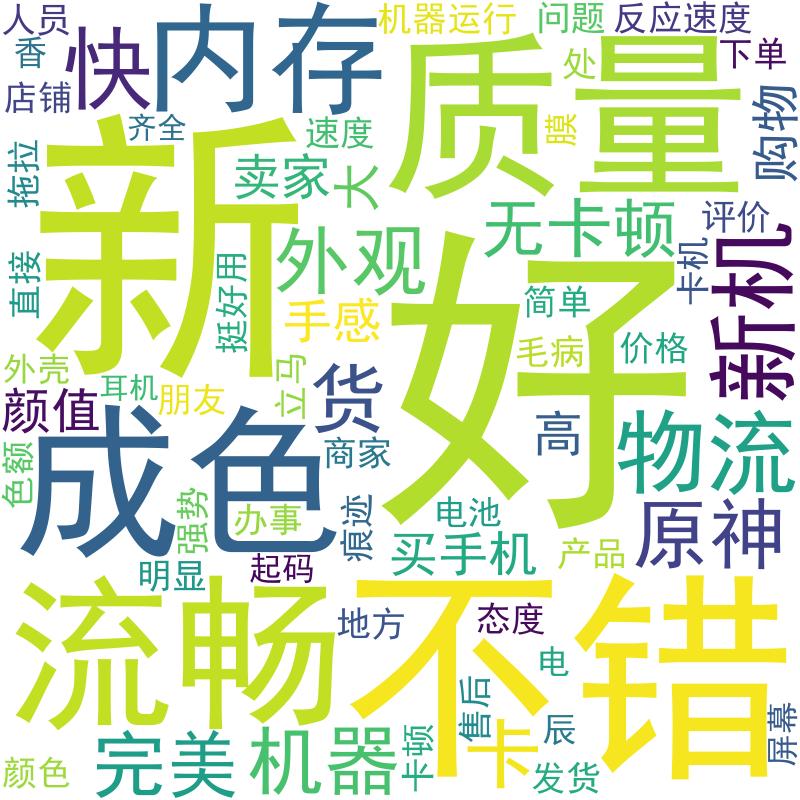 人员
香
店铺
快
内存
机器运行
问题
反应速度
处
下单
质量
膜
购物
齐全
速度
拖拉
新
卖家
大
无卡顿
评价
直接
挺好用
外观
好
卡机
新机
手感
简单
毛病
价格
外壳
颜值
耳机
朋友
立马
货
成色
商家
高
物流
色额
强势
办事
痕迹
电池
原神
明显
起码
买手机
产品
流畅
地方
不错
态度
电
售后
辰
屏幕
颜色
完美
机器
卡顿
卡
发货